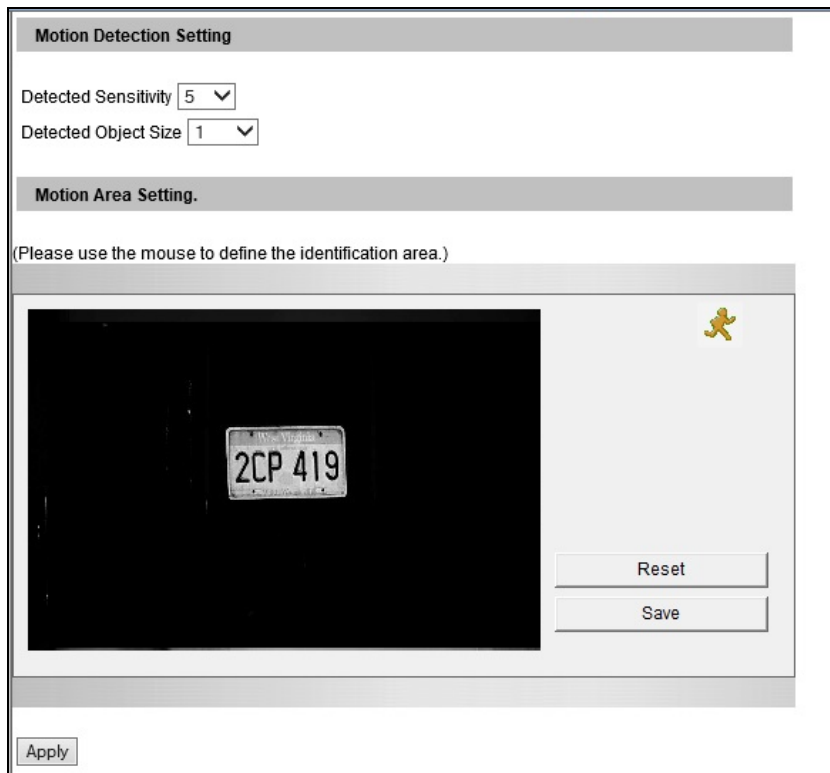 Motion Detection Setting
Detected Sensitivity 5
Detected Object Size 1
Motion Area Setting.
(Please use the mouse to define the identification area.)
West Virginia
2CP 419
Reset
Save
Apply